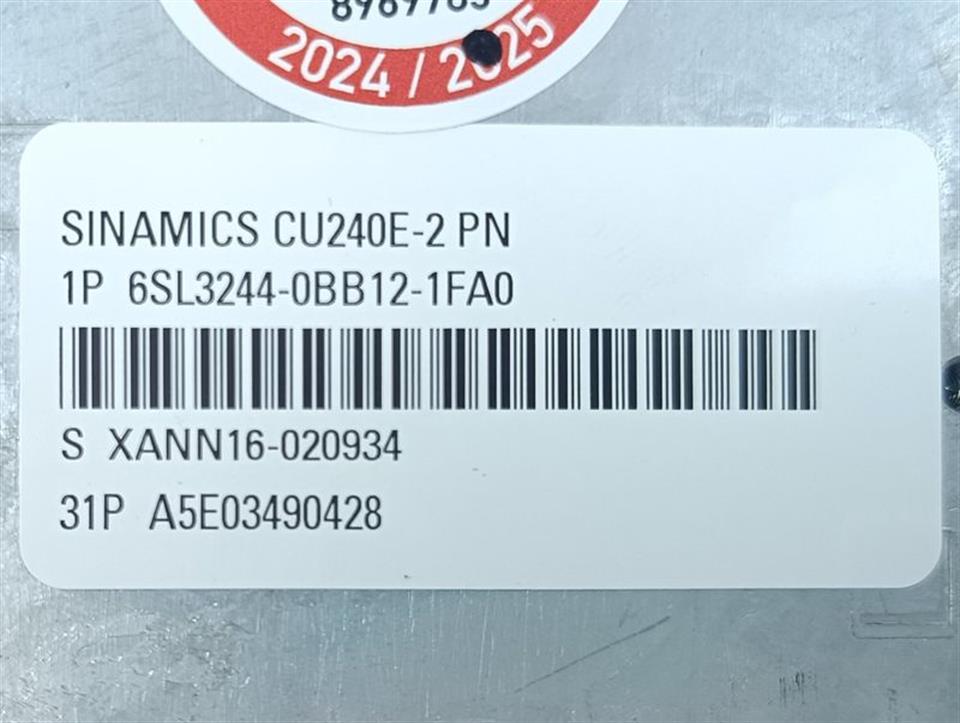 2024 / 2025
SINAMICS CU240E-2 PN
1P 6SL3244-0BB12-1FA0
S XANN16-020934
31P A5E03490428